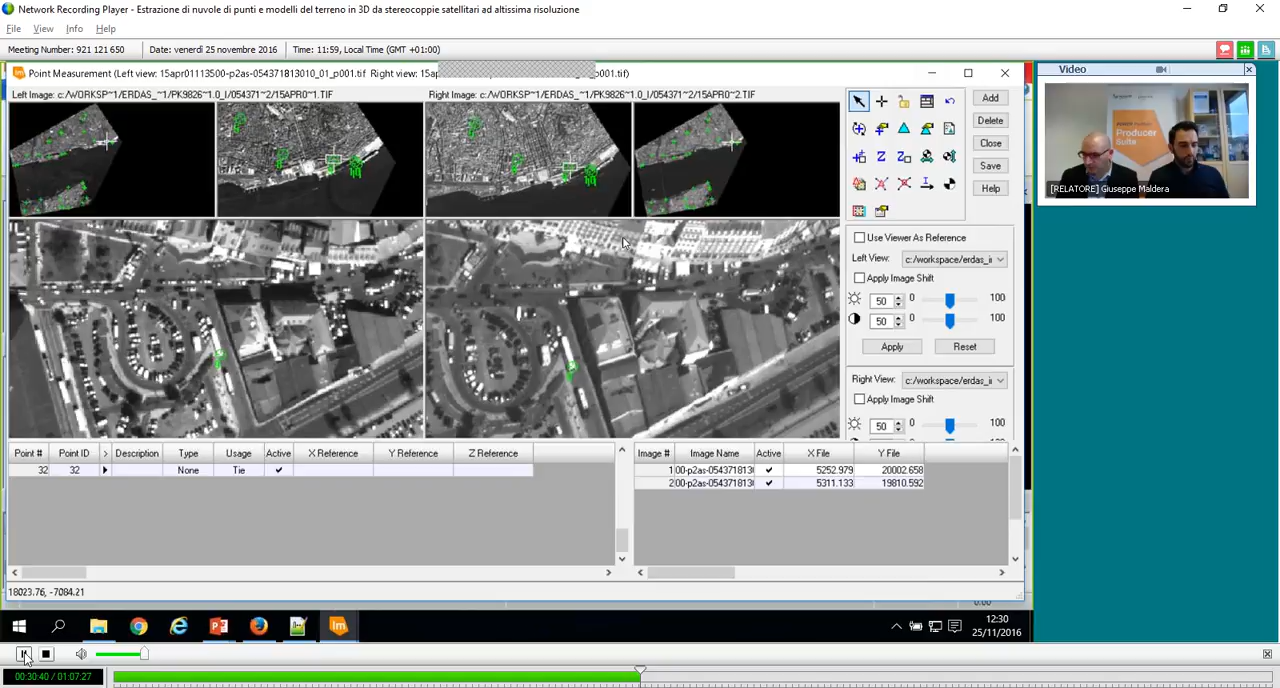 Network Recording Player - Estrazione di nuvole di punti e modelli del terreno in 3D da stereocoppie satellitari ad altissima risoluzione
File View Info Help
Meeting Number: 921 121 650 Date: venerdì 25 novembre 2016 Time: 11:59, Local Time (GMT +01:00)
Point Measurement (Left view: 15apr01113500-p2as-054371813010_01_p001.tif Right view: 15ap p001.tif)
Video
Left Image: c:/WORKSP~1/ERDAS_~1/PK9826~1.0_I/054371~2/15APR0~1.TIF
Right Image: c:/WORKSP~1/ERDAS_~1/PK9826~1.0_I/054371~2/15APR0~2.TIF
Add
Delete
Close
Save
Help
PRODUCER SUITE
Producer Suite
[RELATORE] Giuseppe Maldera
Use Viewer As Reference
Left View: c:/workspace/erdas_i
Apply Image Shift
50 0 100
50 0 100
Apply Reset
Right View: c:/workspace/erdas_i
Apply Image Shift
50 0 100
Point # Point ID > Description Type Usage Active X Reference Y Reference Z Reference
32 32 None Tie
Image # Image Name Active X File Y File
1 00-p2as-054371813 5252.979 20002.658
2 00-p2as-054371813 5311.133 19810.592
18023.76, -7084.21
0.00
12:30
25/11/2016
00:30:40 / 01:07:27